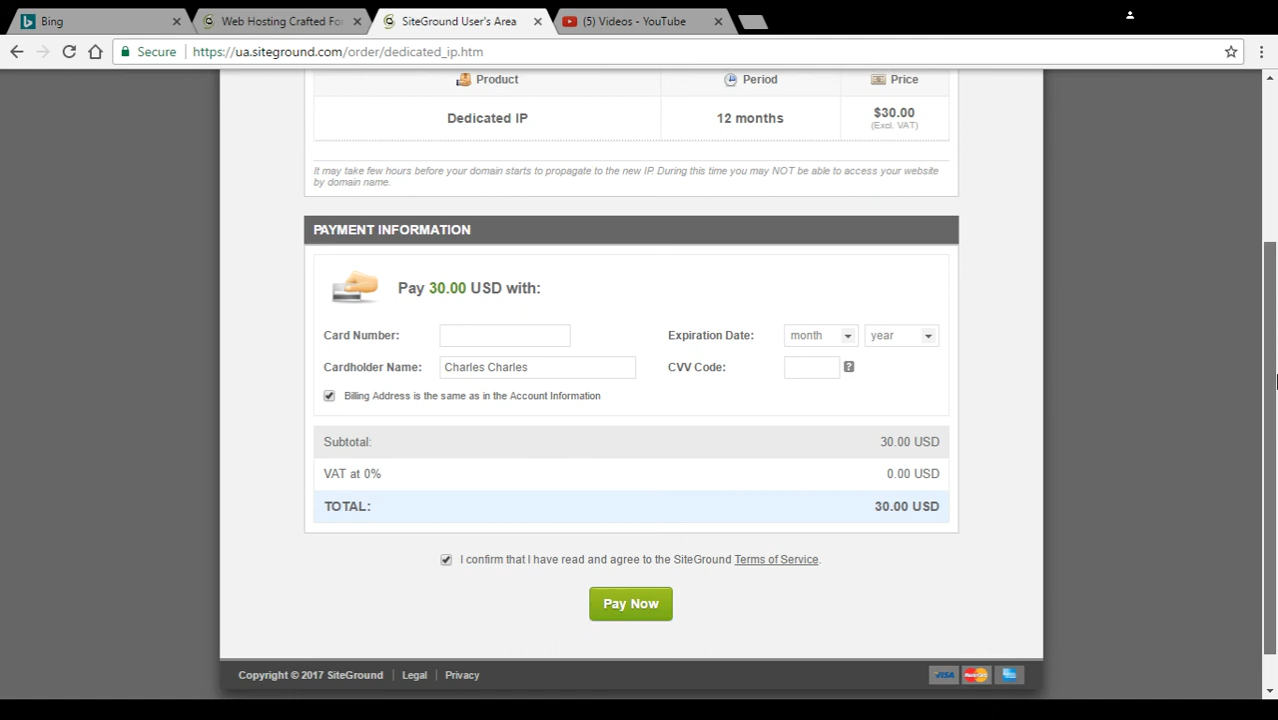 Bing
Web Hosting Crafted Fo
SiteGround User's Area
(5) Videos - YouTube
Secure https://ua.siteground.com/order/dedicated_ip.htm
Product Period Price
Dedicated IP 12 months $30.00
(Excl. VAT)
It may take few hours before your domain starts to propagate to the new IP. During this time you may NOT be able to access your website
by domain name.
PAYMENT INFORMATION
Pay 30.00 USD with:
Card Number: Expiration Date: month year
Cardholder Name: Charles Charles CVV Code: ?
Billing Address is the same as in the Account Information
Subtotal: 30.00 USD
VAT at 0% 0.00 USD
TOTAL: 30.00 USD
I confirm that I have read and agree to the SiteGround Terms of Service.
Pay Now
Copyright © 2017 SiteGround Legal Privacy VISA MasterCard